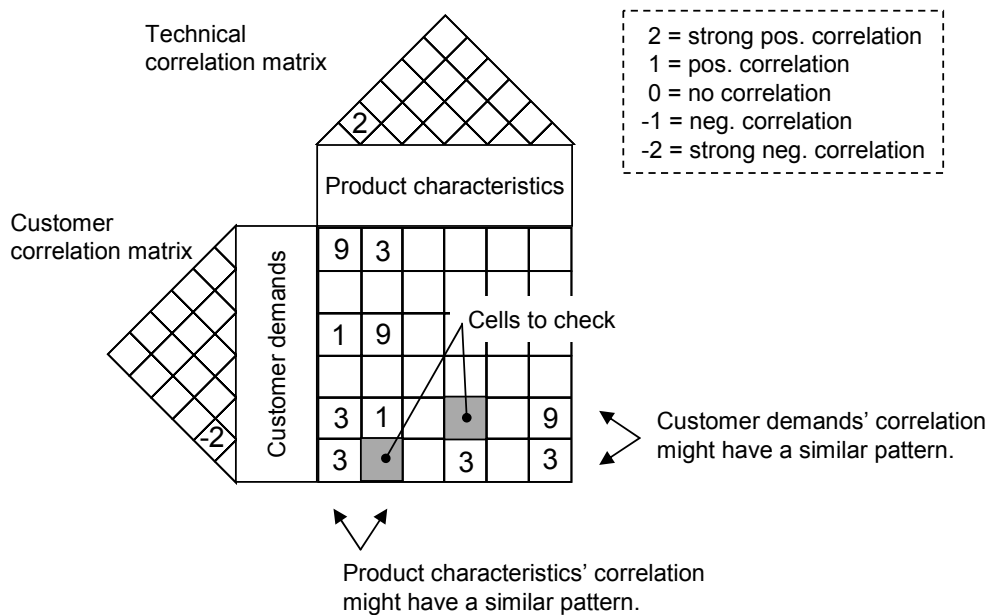 Technical
correlation matrix
2 = strong pos. correlation
1 = pos. correlation
0 = no correlation
-1 = neg. correlation
-2 = strong neg. correlation
2
Product characteristics
Customer
correlation matrix
Customer demands
-2
9 3
Cells to check
1 9
3 1 9
3 3 3
Customer demands’ correlation
might have a similar pattern.
Product characteristics’ correlation
might have a similar pattern.